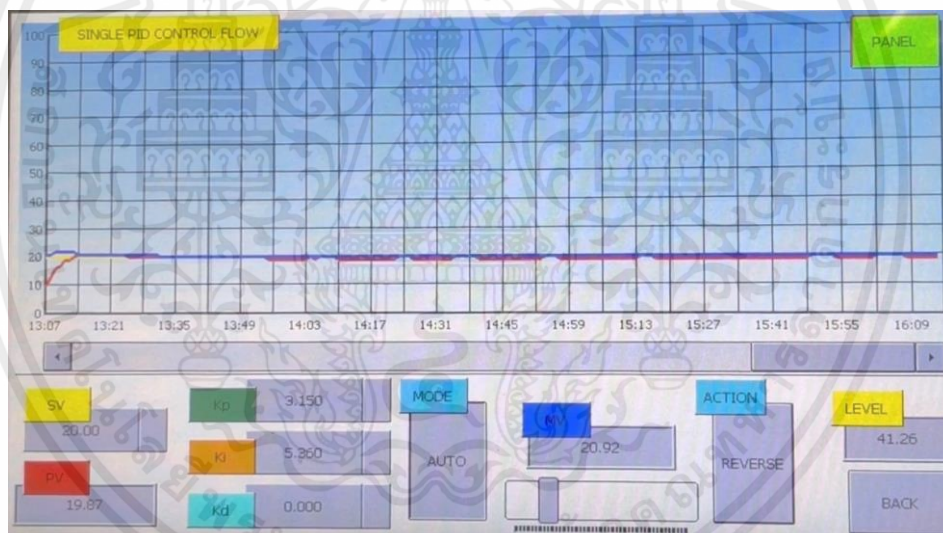 SINGLE PID CONTROL FLOW
PANEL
100
90
80
70
60
50
40
30
20
10
0
13:07 13:21 13:35 13:49 14:03 14:17 14:31 14:45 14:59 15:13 15:27 15:41 15:55 16:09
SV
20.00
PV
19.87
Kp 3.150
Ki 5.260
Kd 0.000
MODE
AUTO
MV
20.92
ACTION
REVERSE
LEVEL
41.26
BACK